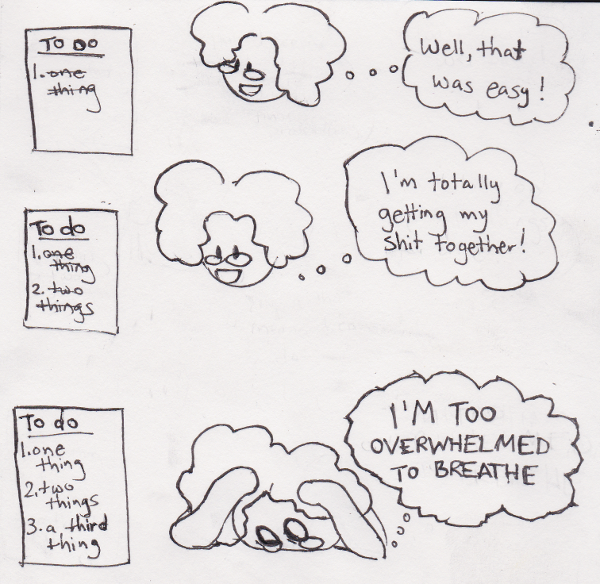 To Do
1. one
thing
Well, that
was easy!
To do
1. one
thing
2. two
things
I'm totally
getting my
shit together!
To do
1. one
thing
2. two
things
3. a third
thing
I'M TOO
OVERWHELMED
TO BREATHE